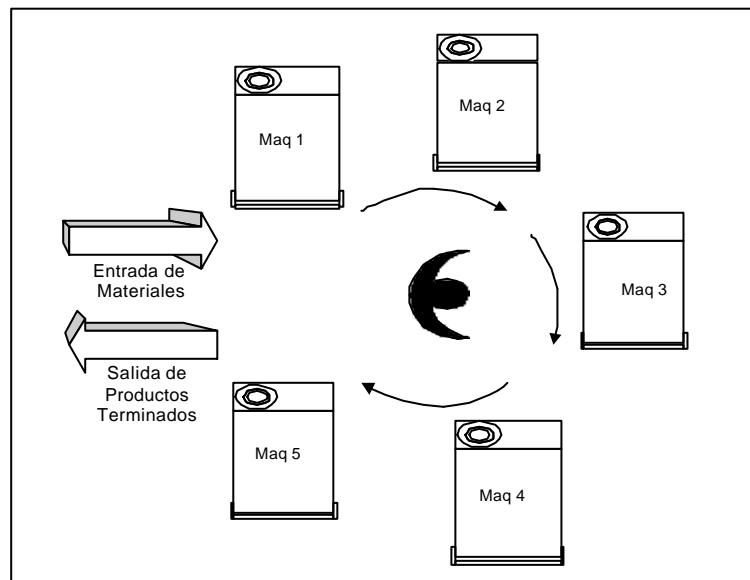 Maq 1
Maq 2
Maq 3
Entrada de
Materiales
Salida de
Productos
Terminados
Maq 5
Maq 4